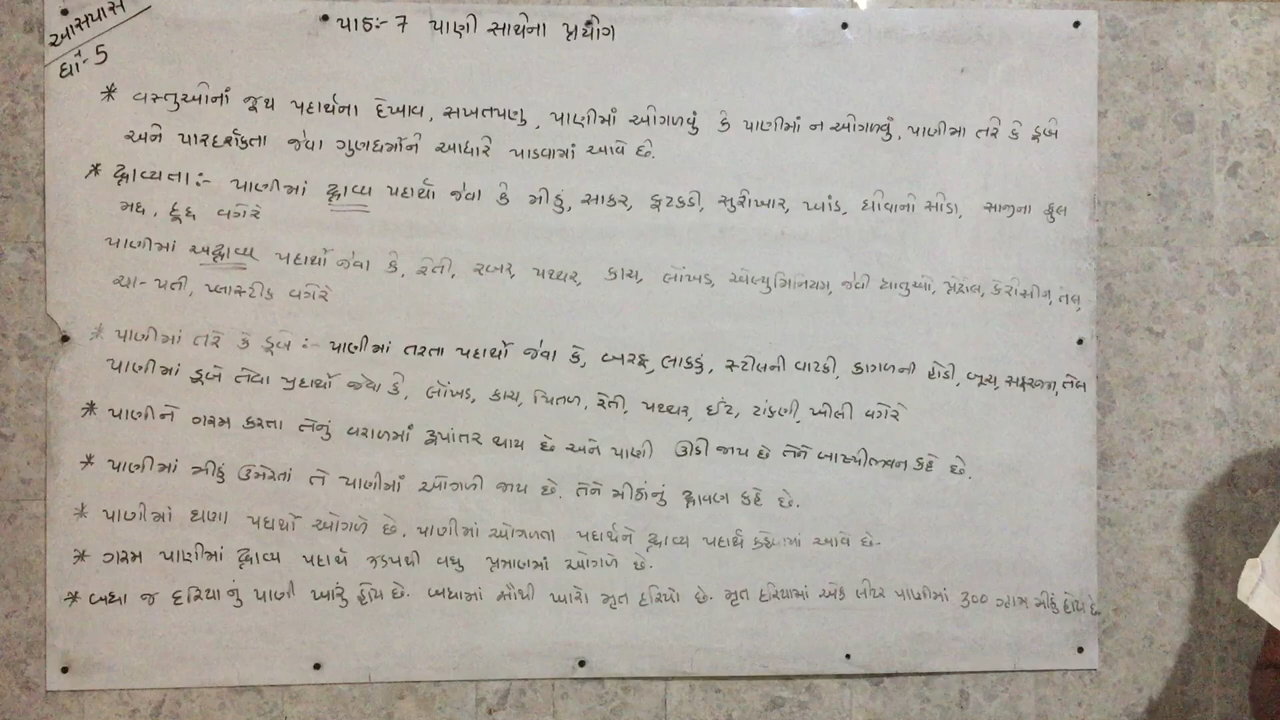 આસપાસ
ધો-5
પાઠ:- 7 પાણી સાથેના પ્રયોગ
* વસ્તુઓનાં જૂથ પદાર્થના દેખાવ, સખતપણુ, પાણીમાં ઓગળવું કે પાણીમાં ન ઓગળવું, પાણીમા તરે કે ડૂબે
અને પારદર્શકતા જેવા ગુણધર્મોને આધારે પાડવામાં આવે છે.
* દ્રાવ્યતા:- પાણીમાં દ્રાવ્ય પદાર્થો જેવા કે મીઠું, સાકર, ફટકડી, સુરોખાર, ખાંડ, ધોવાનો સોડા, સાજીના ફુલ
મધ, દૂધ વગેરે
પાણીમાં અદ્રાવ્ય પદાર્થો જેવા કે, રેતી, રબર, પથ્થર, કાચ, લોંખડ, એલ્યુમિનિયમ, જેવી ધાતુઓ, પ્રેટ્રોલ, કેરોસીન, તેલ,
ચા-પતી, પ્લાસ્ટીક વગેરે
* પાણીમાં તરે કે ડૂબે :- પાણીમાં તરતા પદાર્થો જેવા કે, બરફ, લાકડું, સ્ટીલની વાટકી, કાગળની હોડી, બૂચ, સફરજન, તેલ
પાણીમાં ડૂબે તેવા પ્રદાર્થો જેવા કે, લોંખડ, કાચ, પિતળ, રેતી, પથ્થર, ઈંટ, ટાંકણી, ખીલી વગેરે
* પાણીને ગરમ કરતા તેનું વરાળમાં રૂપાંતર થાય છે અને પાણી ઊડી જાય છે તેને બાષ્પીભવન કહે છે.
* પાણીમાં મીઠું ઉમેરતાં તે પાણીમાં ઓગળી જાય છે. તેને મીઠાંનું દ્રાવણ કહે છે.
* પાણીમાં ઘણા પદાર્થો ઓગળે છે. પાણીમાં ઓગળતા પદાર્થને દ્રાવ્ય પદાર્થ કહેવામાં આવે છે.
* ગરમ પાણીમાં દ્રાવ્ય પદાર્થ ઝડપથી વધુ પ્રમાણમાં ઓગળે છે.
* બધા જ દરિયાનું પાણી ખારું હોય છે. બધામાં સૌથી ખારો મૃત દરિયો છે. મૃત દરિયામાં એક લીટર પાણીમાં 300 ગ્રામ મીઠું હોય છે.